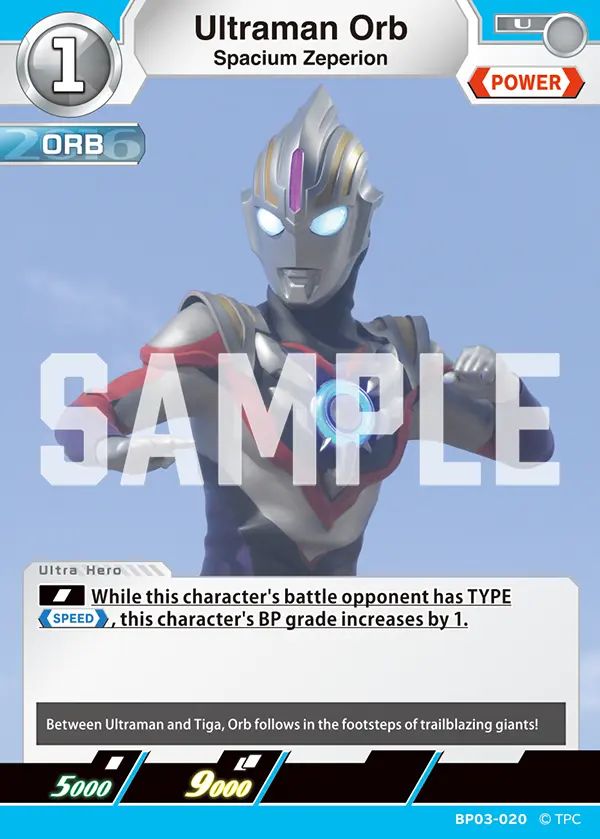 1
Ultraman Orb
Spacium Zeperion
U
POWER
2016
ORB
SAMPLE
Ultra Hero
While this character's battle opponent has TYPE
SPEED, this character's BP grade increases by 1.
Between Ultraman and Tiga, Orb follows in the footsteps of trailblazing giants!
5000
9000
BP03-020 © TPC